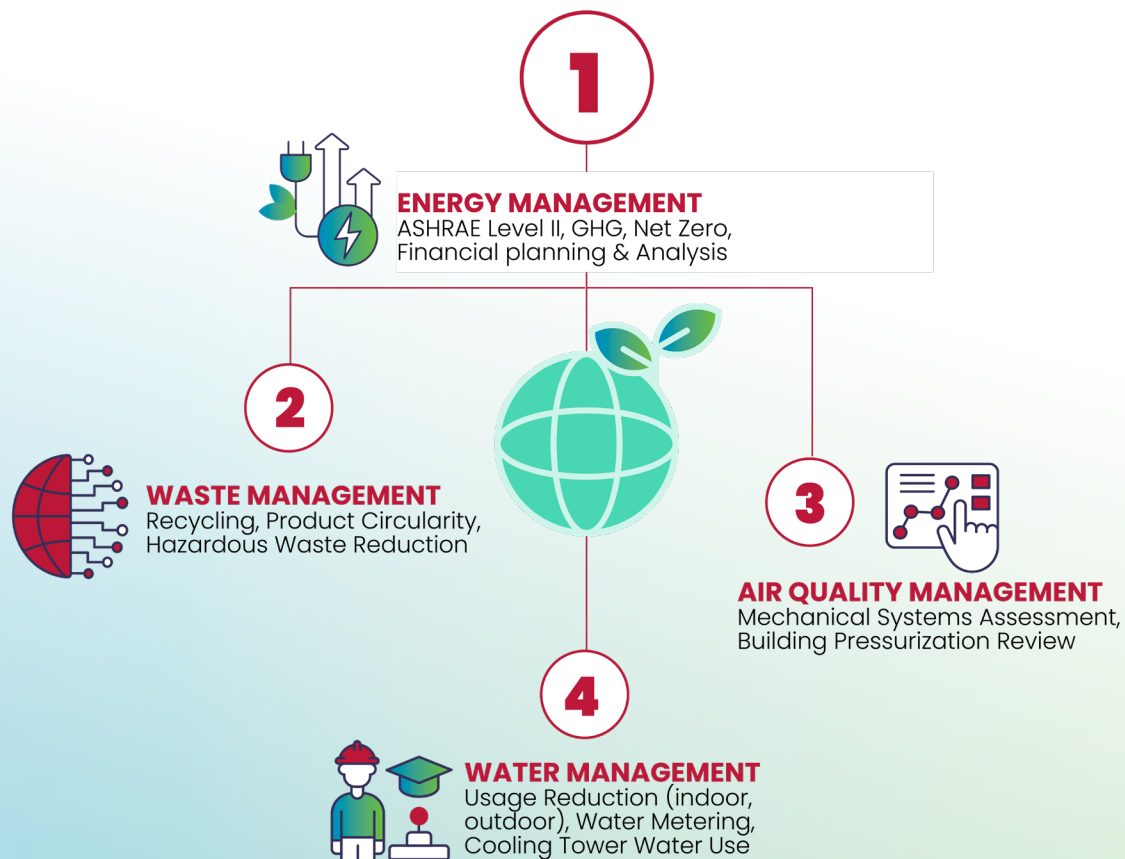 1
ENERGY MANAGEMENT
ASHRAE Level II, GHG, Net Zero,
Financial planning & Analysis
2
WASTE MANAGEMENT
Recycling, Product Circularity,
Hazardous Waste Reduction
3
AIR QUALITY MANAGEMENT
Mechanical Systems Assessment,
Building Pressurization Review
4
WATER MANAGEMENT
Usage Reduction (indoor,
outdoor), Water Metering,
Cooling Tower Water Use